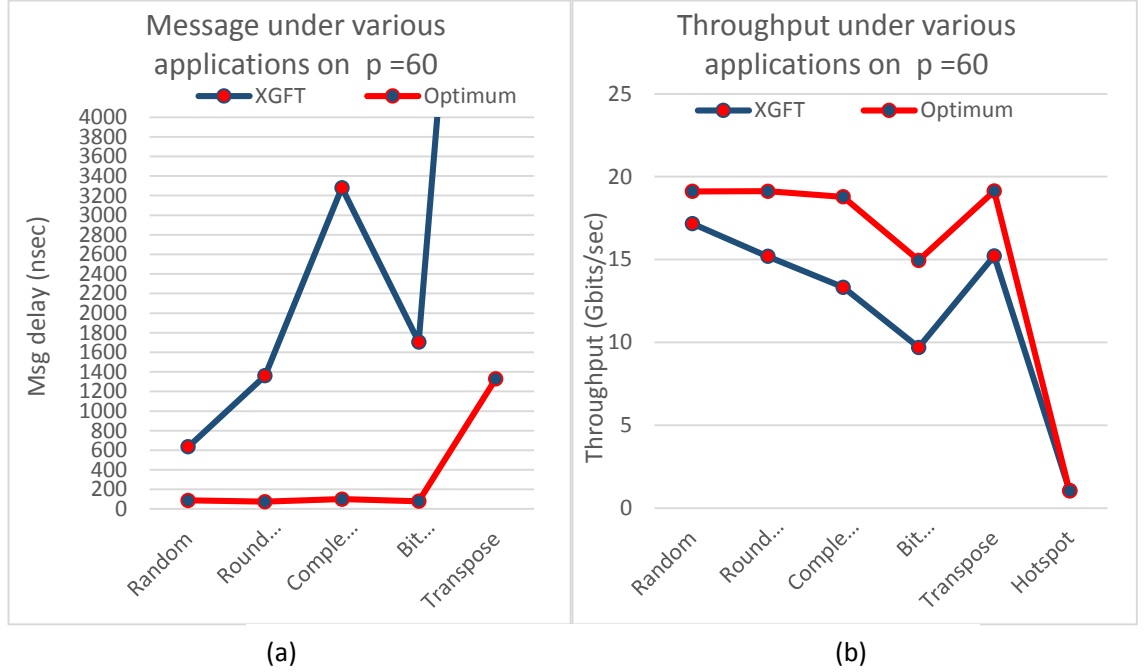 Message under various
applications on p =60
XGFT
Optimum
4000
3800
3600
3400
3200
3000
2800
2600
2400
2200
2000
1800
1600
1400
1200
1000
800
600
400
200
0
Msg delay (nsec)
Random
Round...
Comple...
Bit...
Transpose
(a)
Throughput under various
applications on p =60
XGFT
Optimum
25
20
15
10
5
0
Throughput (Gbits/sec)
Random
Round...
Comple...
Bit...
Transpose
Hotspot
(b)